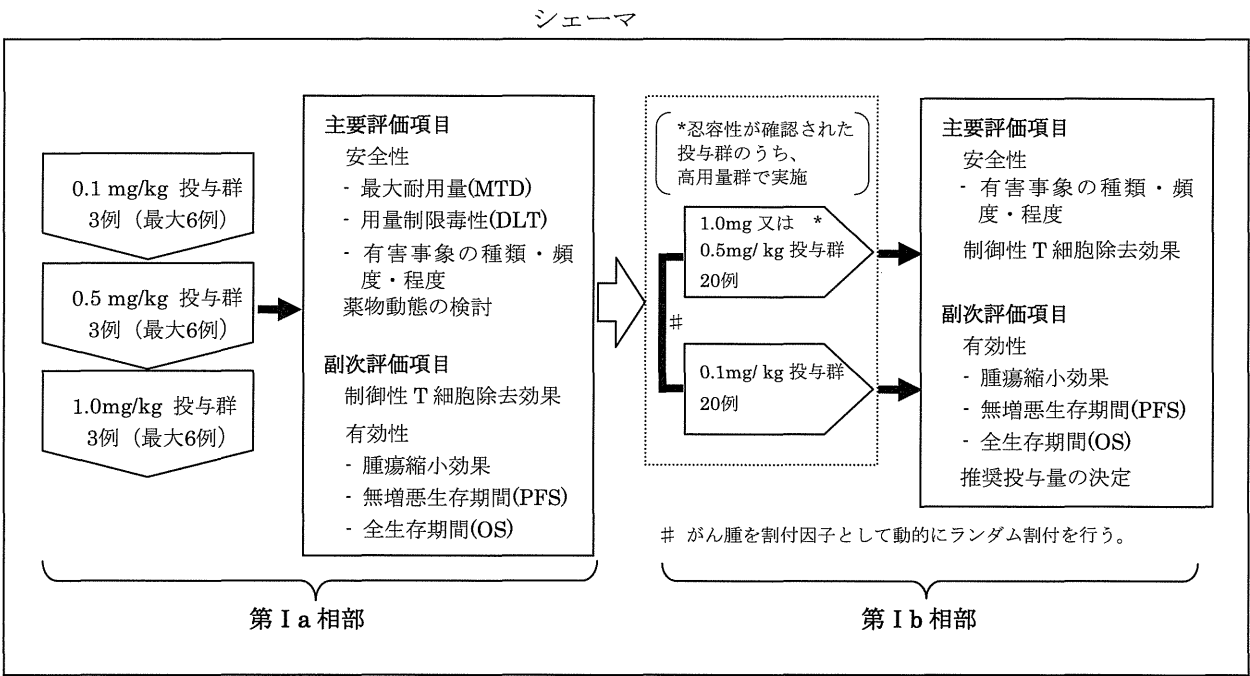 シェーマ
0.1 mg/kg 投与群
3例（最大6例）
0.5 mg/kg 投与群
3例（最大6例）
1.0mg/kg 投与群
3例（最大6例）
主要評価項目
安全性
- 最大耐用量(MTD)
- 用量制限毒性(DLT)
- 有害事象の種類・頻
度・程度
薬物動態の検討
副次評価項目
制御性 T 細胞除去効果
有効性
- 腫瘍縮小効果
- 無増悪生存期間(PFS)
- 全生存期間(OS)
第Ⅰa相部
*忍容性が確認された
投与群のうち、
高用量群で実施
1.0mg 又は *
0.5mg/ kg 投与群
20例
#
0.1mg/ kg 投与群
20例
主要評価項目
安全性
- 有害事象の種類・頻
度・程度
制御性 T 細胞除去効果
副次評価項目
有効性
- 腫瘍縮小効果
- 無増悪生存期間(PFS)
- 全生存期間(OS)
推奨投与量の決定
# がん腫を割付因子として動的にランダム割付を行う。
第Ⅰb相部